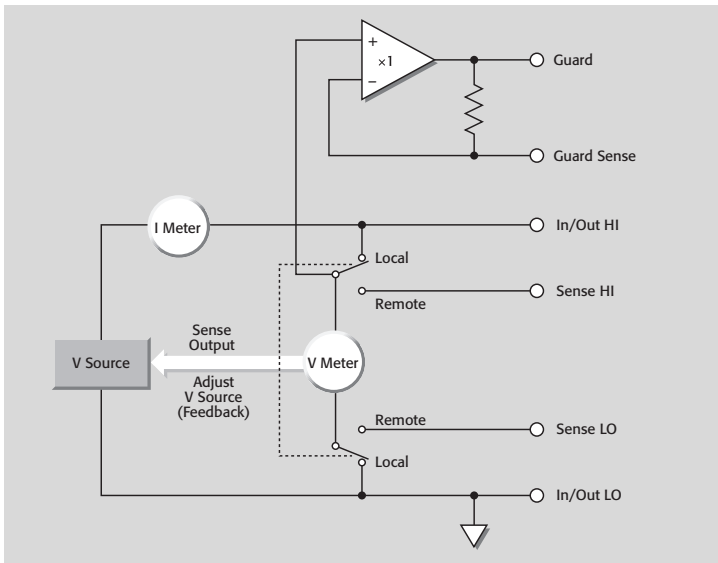 +
×1
−
Guard
Guard Sense
I Meter
In/Out HI
Local
Sense HI
Remote
Sense
Output
V Source
V Meter
Adjust
V Source
(Feedback)
Remote
Sense LO
Local
In/Out LO